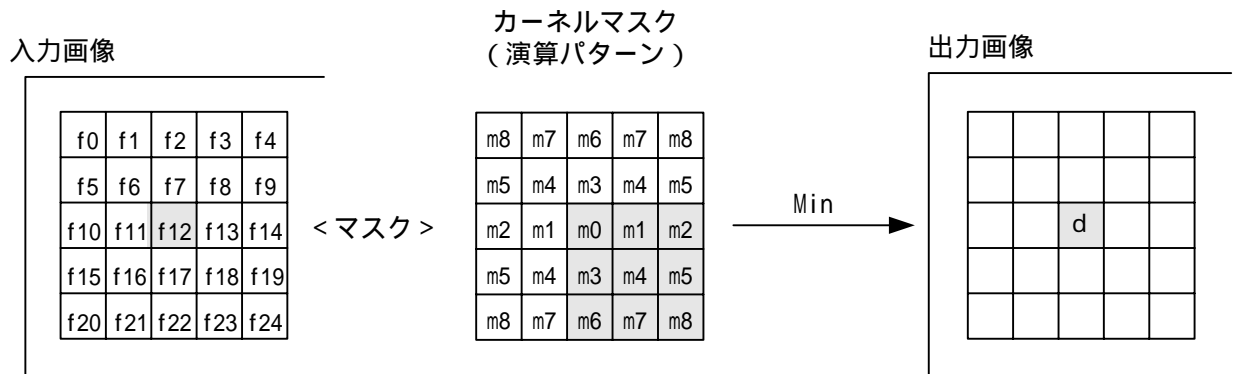 入力画像
カーネルマスク
(演算パターン)
出力画像
f0 f1 f2 f3 f4
f5 f6 f7 f8 f9
f10 f11 f12 f13 f14
f15 f16 f17 f18 f19
f20 f21 f22 f23 f24
<マスク>
m8 m7 m6 m7 m8
m5 m4 m3 m4 m5
m2 m1 m0 m1 m2
m5 m4 m3 m4 m5
m8 m7 m6 m7 m8
Min
d